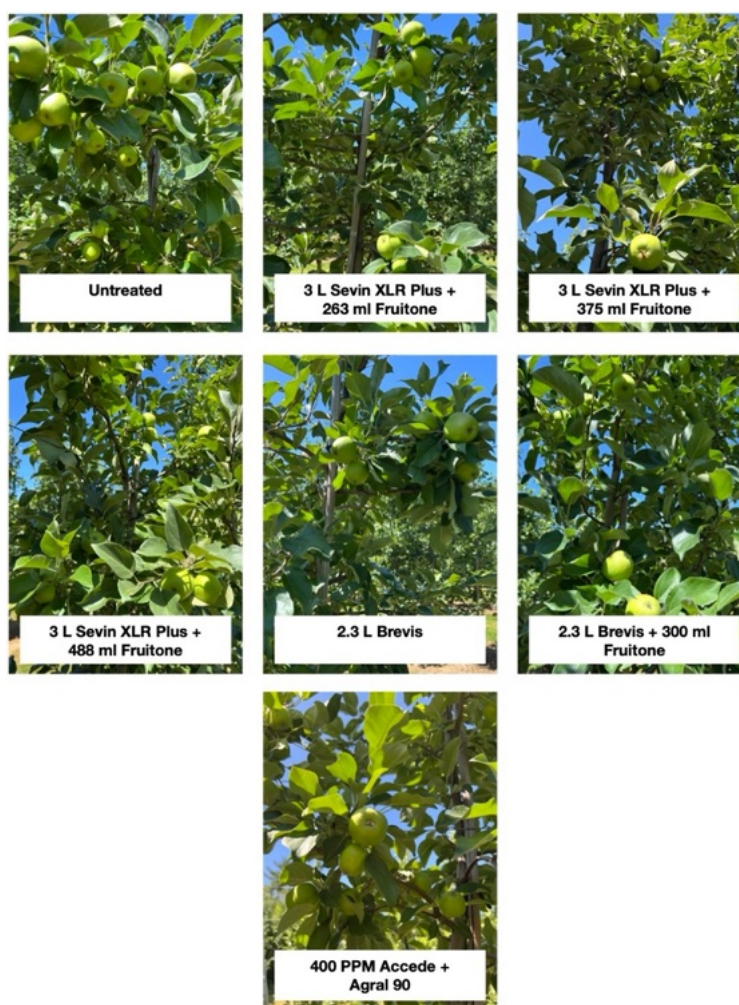 Untreated
3 L Sevin XLR Plus +
263 ml Fruitone
3 L Sevin XLR Plus +
375 ml Fruitone
3 L Sevin XLR Plus +
488 ml Fruitone
2.3 L Brevis
2.3 L Brevis + 300 ml
Fruitone
400 PPM Accede +
Agral 90